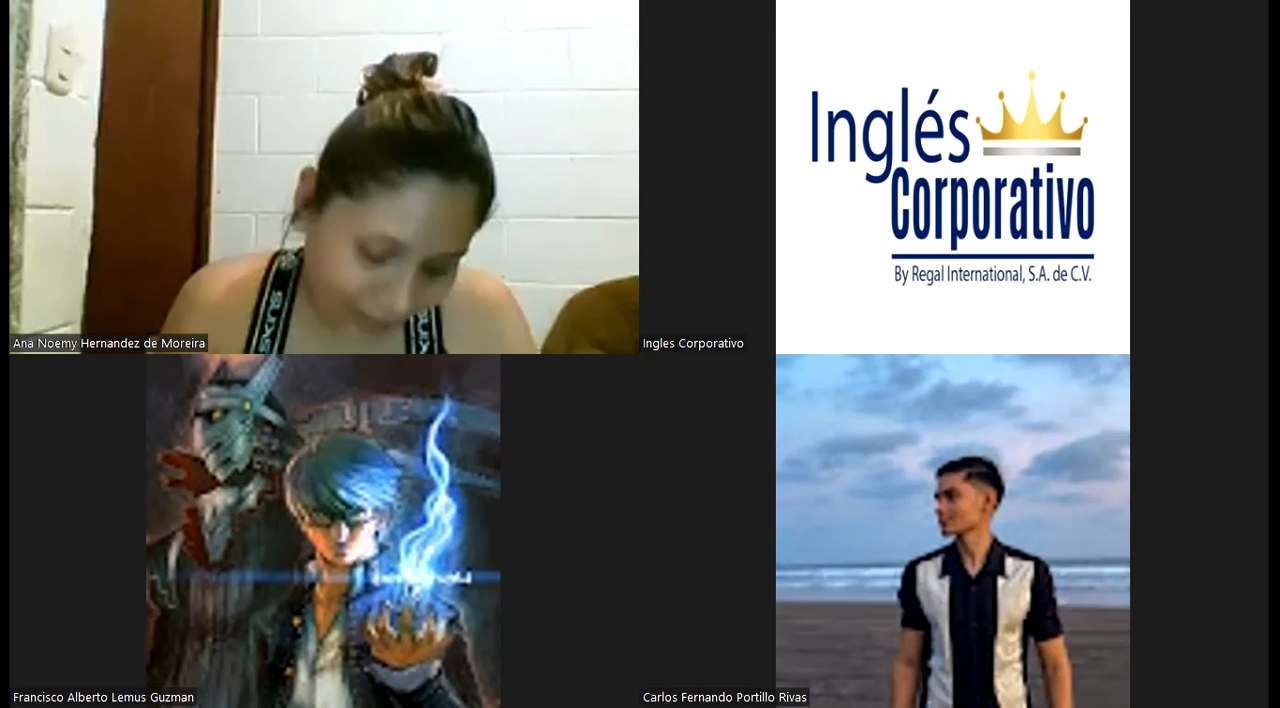 Inglés
Corporativo
By Regal International, S.A. de C.V.
SUXS
Ana Noemy Hernandez de Moreira
Ingles Corporativo
Francisco Alberto Lemus Guzman
Carlos Fernando Portillo Rivas